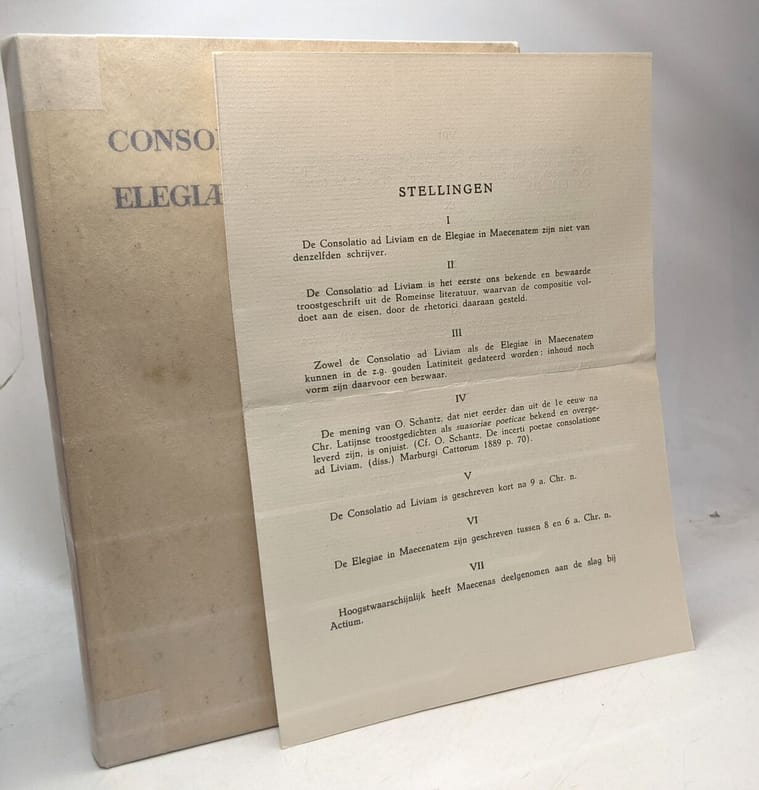 CONSO
ELEGIÆ
STELLINGEN
I
De Consolatio ad Liviam en de Elegiae in Maecenatem zijn niet van
denzelfden schrijver.
II
De Consolatio ad Liviam is het eerste ons bekende en bewaarde
troostgeschrift uit de Romeinse literatuur, waarvan de compositie vol-
doet aan de eisen, door de rhetorici daaraan gesteld.
III
Zowel de Consolatio ad Liviam als de Elegiae in Maecenatem
kunnen in de z.g. gouden Latiniteit gedateerd worden: inhoud noch
vorm zijn daarvoor een bezwaar.
IV
De mening van O. Schantz, dat niet eerder dan uit de 1e eeuw na
Chr. Latijnse troostgedichten als suasoriae poeticae bekend en overge-
leverd zijn, is onjuist. (Cf. O. Schantz, De incerti poetae consolatione
ad Liviam, (diss.) Marburgi Cattorum 1889 p. 70).
V
De Consolatio ad Liviam is geschreven kort na 9 a. Chr. n.
VI
De Elegiae in Maecenatem zijn geschreven tussen 8 en 6 a. Chr. n.
VII
Hoogstwaarschijnlijk heeft Maecenas deelgenomen aan de slag bij
Actium.